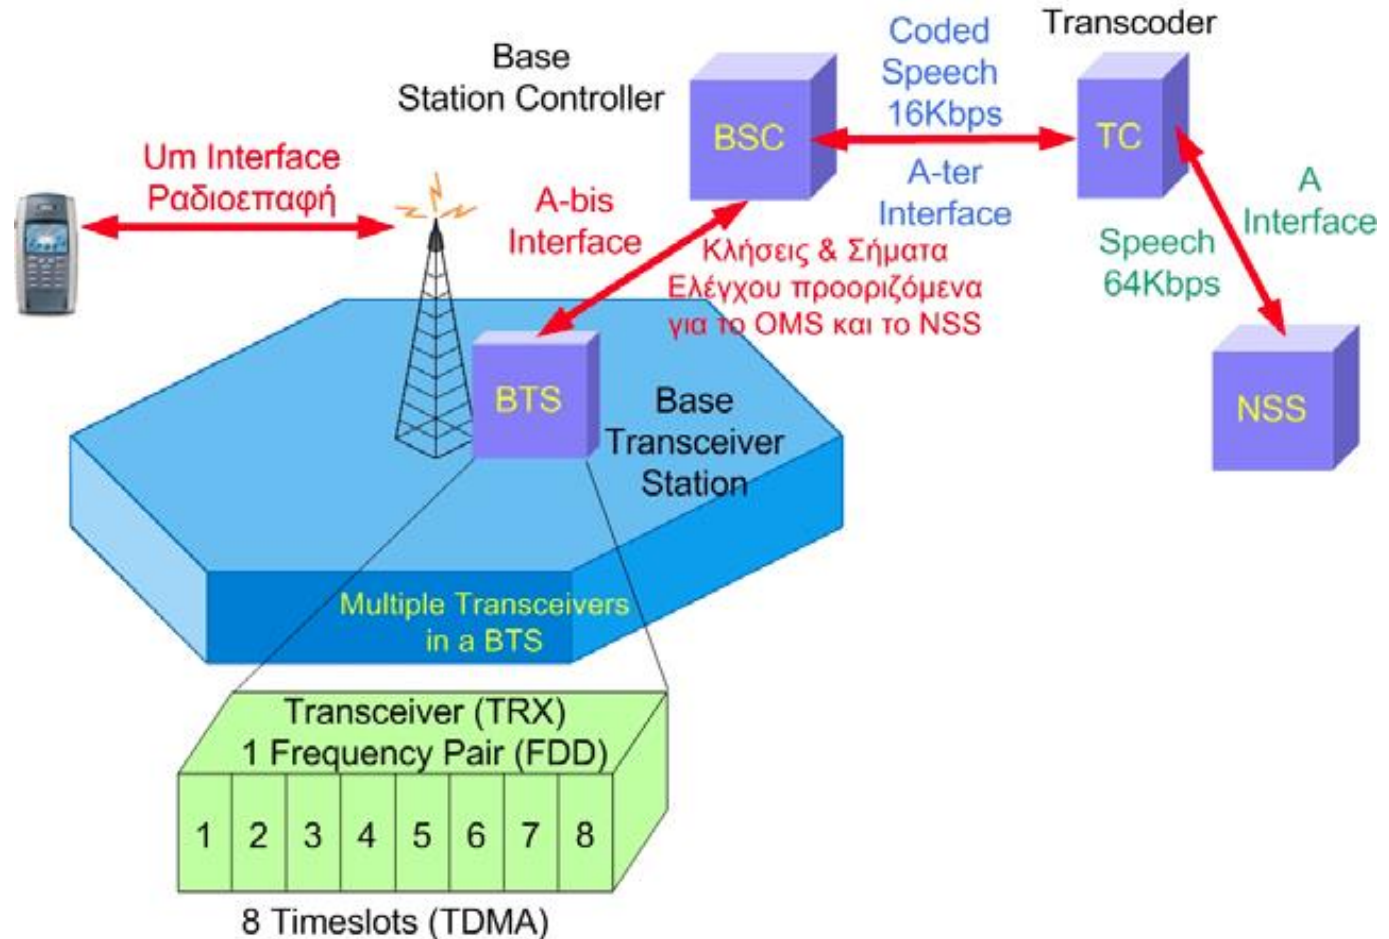 Base
Station Controller
Coded
Speech
16Kbps
Transcoder
BSC
TC
Um Interface
Ραδιοεπαφή
A-bis
Interface
A-ter
Interface
A
Interface
Speech
64Kbps
Κλήσεις & Σήματα
Ελέγχου προοριζόμενα
για το OMS και το NSS
BTS
Base
Transceiver
Station
NSS
Multiple Transceivers
in a BTS
Transceiver (TRX)
1 Frequency Pair (FDD)
1 2 3 4 5 6 7 8
8 Timeslots (TDMA)